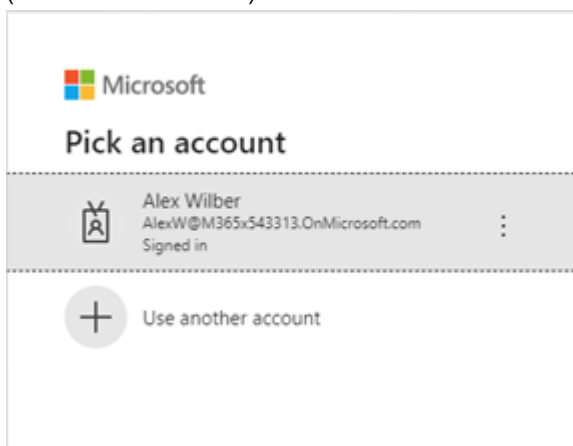 Microsoft
Pick an account
Alex Wilber
AlexW@M365x543313.OnMicrosoft.com
Signed in
Use another account